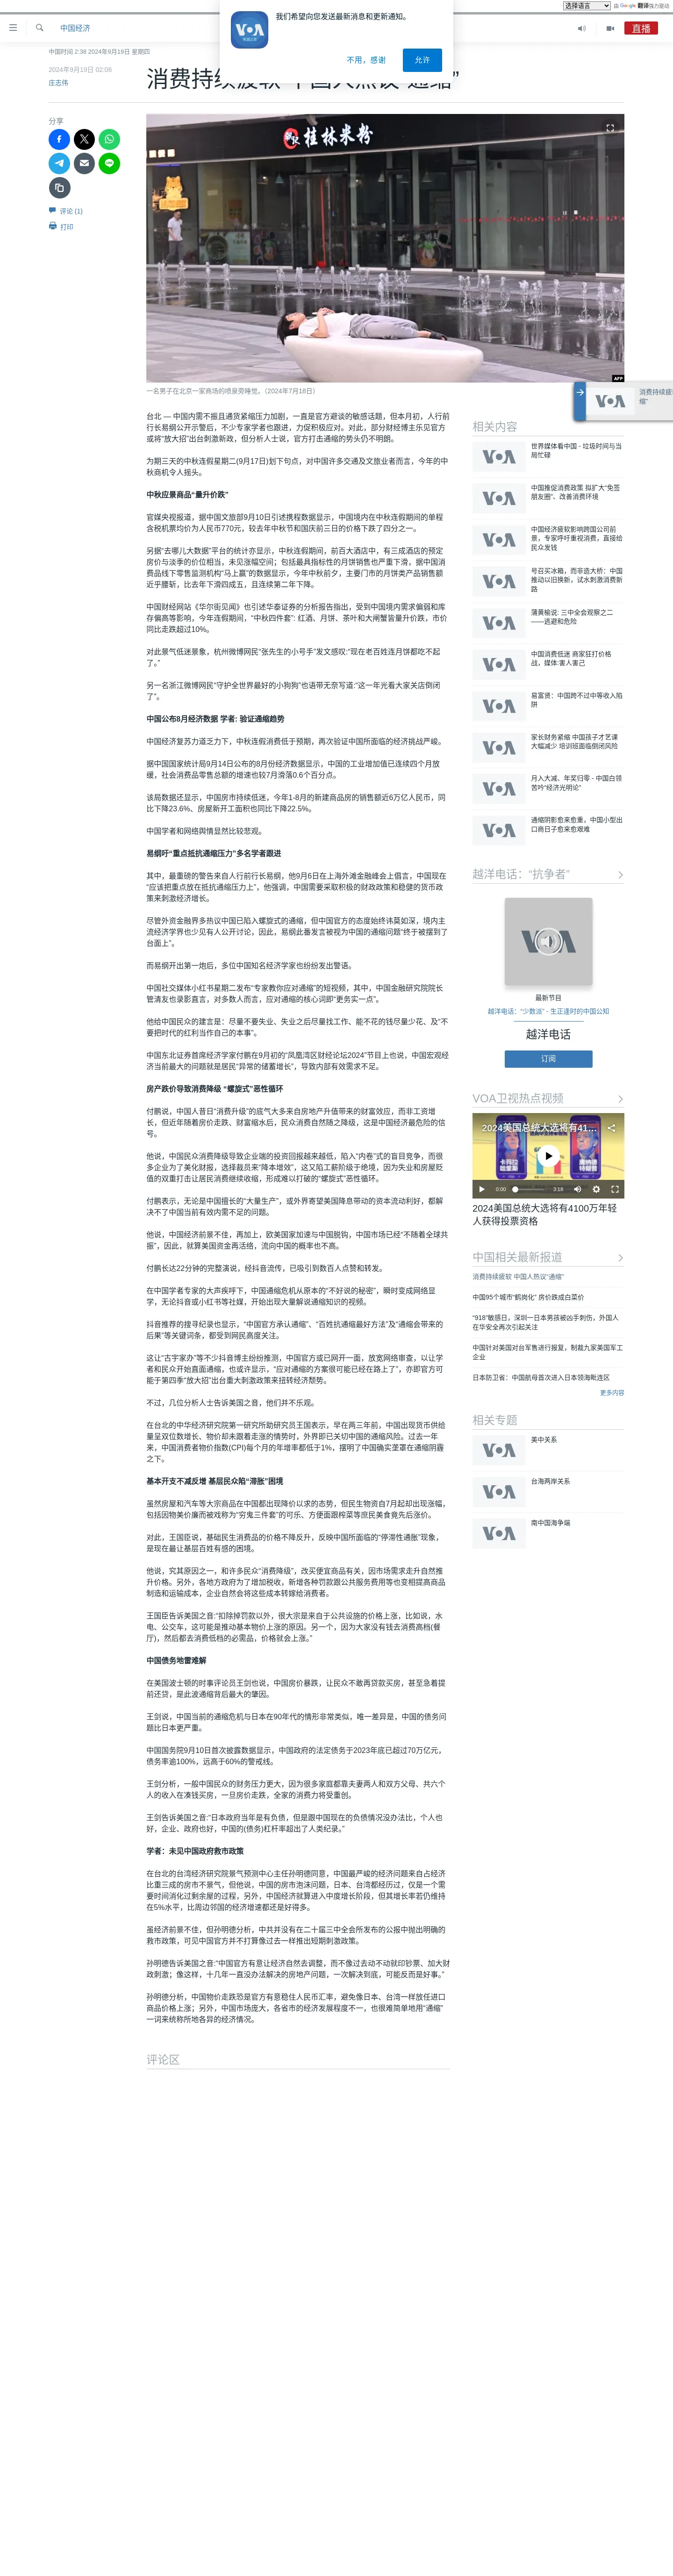 选择语言
由 Google 翻译强力驱动
我们希望向您发送最新消息和更新通知。
不用，感谢
允许
中国经济
直播
中国时间 2:38 2024年9月19日 星期四
2024年9月19日 02:06
庄志伟
消费持续疲软 中国人热议“通缩”
分享
评论 (1)
打印
桂林米粉
AFP
一名男子在北京一家商场的喷泉旁睡觉。（2024年7月18日）
台北 — 中国内需不振且通货紧缩压力加剧，一直是官方避谈的敏感话题，但本月初，人行前
行长易纲公开示警后，不少专家学者也跟进，力促积极应对。对此，部分财经博主乐见官方
或将“放大招”出台刺激新政，但分析人士说，官方打击通缩的势头仍不明朗。
为期三天的中秋连假星期二(9月17日)划下句点，对中国许多交通及文旅业者而言，今年的中
秋商机令人摇头。
中秋应景商品“量升价跌”
官媒央视报道，据中国文旅部9月10日引述携程数据显示，中国境内在中秋连假期间的单程
含税机票均价为人民币770元，较去年中秋节和国庆前三日的价格下跌了四分之一。
另据“去哪儿大数据”平台的统计亦显示，中秋连假期间，前百大酒店中，有三成酒店的预定
房价与淡季的价位相当，未见涨幅空间；包括最具指标性的月饼销售也严重下滑，据中国消
费品线下零售监测机构“马上赢”的数据显示，今年中秋前夕，主要门市的月饼类产品销售额
近乎腰斩，比去年下滑四成五，且连续第二年下降。
中国财经网站《华尔街见闻》也引述华泰证券的分析报告指出，受到中国境内需求偏弱和库
存偏高等影响，今年连假期间，“中秋四件套”: 红酒、月饼、茶叶和大闸蟹皆量升价跌，市价
同比走跌超过10%。
对此景气低迷景象，杭州微博网民“张先生的小号手”发文感叹:“现在老百姓连月饼都吃不起
了。”
另一名浙江微博网民“守护全世界最好的小狗狗”也语带无奈写道:“这一年光看大家关店倒闭
了”。
中国公布8月经济数据 学者: 验证通缩趋势
中国经济复苏力道乏力下，中秋连假消费低于预期，再次验证中国所面临的经济挑战严峻。
据中国国家统计局9月14日公布的8月份经济数据显示，中国的工业增加值已连续四个月放
缓，社会消费品零售总额的增速也较7月滑落0.6个百分点。
该局数据还显示，中国房市持续低迷，今年1-8月的新建商品房的销售额近6万亿人民币，同
比下降23.6%、房屋新开工面积也同比下降22.5%。
中国学者和网络舆情显然比较悲观。
易纲吁“重点抵抗通缩压力”多名学者跟进
其中，最重磅的警告来自人行前行长易纲，他9月6日在上海外滩金融峰会上倡言，中国现在
“应该把重点放在抵抗通缩压力上”，他强调，中国需要采取积极的财政政策和稳健的货币政
策来刺激经济增长。
尽管外资金融界多热议中国已陷入螺旋式的通缩，但中国官方的态度始终讳莫如深，境内主
流经济学界也少见有人公开讨论，因此，易纲此番发言被视为中国的通缩问题“终于被摆到了
台面上”。
而易纲开出第一炮后，多位中国知名经济学家也纷纷发出警语。
中国社交媒体小红书星期二发布“专家教你应对通缩”的短视频，其中，中国金融研究院院长
管清友也录影直言，对多数人而言，应对通缩的核心词即“更务实一点”。
他给中国民众的建言是：尽量不要失业、失业之后尽量找工作、能不花的钱尽量少花、及“不
要把时代的红利当作自己的本事”。
中国东北证券首席经济学家付鹏在9月初的“凤凰湾区财经论坛2024”节目上也说，中国宏观经
济当前最大的问题就是居民“异常的储蓄增长”，导致内部有效需求不足。
房产跌价导致消费降级 “螺旋式”恶性循环
付鹏说，中国人昔日“消费升级”的底气大多来自房地产升值带来的财富效应，而非工资增
长，但近年随着房价走跌、财富缩水后，民众消费自然随之降级，这是中国经济最危险的信
号。
他说，中国民众消费降级导致企业端的投资回报越来越低，陷入“内卷”式的盲目竞争，而很
多企业为了美化财报，选择裁员来“降本增效”，这又陷工薪阶级于绝境，因为失业和房屋贬
值的双重打击让居民消费继续收缩，形成难以打破的“螺旋式”恶性循环。
付鹏表示，无论是中国擅长的“大量生产”，或外界寄望美国降息带动的资本流动利好，都解
决不了中国当前有效内需不足的问题。
他说，中国经济前景不佳，再加上，欧美国家加速与中国脱钩，中国市场已经“不随着全球共
振”，因此，就算美国资金再活络，流向中国的概率也不高。
付鹏长达22分钟的完整演说，经抖音流传，已吸引到数百人点赞和转发。
在中国学者专家的大声疾呼下，中国通缩危机从原本的“不好说的秘密”，瞬时变成网络显
学，无论抖音或小红书等社媒，开始出现大量解说通缩知识的视频。
抖音推荐的搜寻纪录也显示，“中国官方承认通缩”、“百姓抗通缩最好方法”及“通缩会带来的
后果”等关键词条，都受到网民高度关注。
这让“古宇家办”等不少抖音博主纷纷推测，中国官方或已网开一面，放宽网络审查，以让学
者和民众开始直面通缩，也或许显示，“应对通缩的方案很可能已经在路上了”，亦即官方可
能于第四季“放大招”出台重大刺激政策来扭转经济颓势。
不过，几位分析人士告诉美国之音，他们并不乐观。
在台北的中华经济研究院第一研究所助研究员王国表示，早在两三年前，中国出现货币供给
量呈双位数增长、物价却未跟着走涨的情势时，外界即已关切中国的通缩风险。过去一年
来，中国消费者物价指数(CPI)每个月的年增率都低于1%，摆明了中国确实垄罩在通缩阴霾
之下。
基本开支不减反增 基层民众陷“滞胀”困境
虽然房屋和汽车等大宗商品在中国都出现降价以求的态势，但民生物资自7月起却出现涨幅，
包括因物美价廉而被戏称为“穷鬼三件套”的可乐、方便面跟榨菜等庶民美食竟先后涨价。
对此，王国臣说，基础民生消费品的价格不降反升，反映中国所面临的“停滞性通胀”现象，
是现在最让基层百姓有感的困境。
他说，究其原因之一，和许多民众“消费降级”，改买便宜商品有关，因市场需求走升自然推
升价格。另外，各地方政府为了增加税收，新增各种罚款跟公共服务费用等也变相提高商品
制造和运输成本，企业自然会将这些成本转嫁给消费者。
王国臣告诉美国之音:“扣除掉罚款以外，很大宗是来自于公共设施的价格上涨，比如说，水
电、公交车，这可能是推动基本物价上涨的原因。另一个，因为大家没有钱去消费高档(餐
厅)，然后都去消费低档的必需品，价格就会上涨。”
中国债务地雷难解
在美国波士顿的时事评论员王剑也说，中国房价暴跌，让民众不敢再贷款买房，甚至急着提
前还贷，是此波通缩背后最大的肇因。
王剑说，中国当前的通缩危机与日本在90年代的情形非常类似，唯一差异是，中国的债务问
题比日本更严重。
中国国务院9月10日首次披露数据显示，中国政府的法定债务于2023年底已超过70万亿元，
债务率逾100%，远高于60%的警戒线。
王剑分析，一般中国民众的财务压力更大，因为很多家庭都靠夫妻两人和双方父母、共六个
人的收入在凑钱买房，一旦房价走跌，全家的消费力将受重创。
王剑告诉美国之音:“日本政府当年是有负债，但是跟中国现在的负债情况没办法比，个人也
好，企业、政府也好，中国的(债务)杠杆率超出了人类纪录。”
学者：未见中国政府救市政策
在台北的台湾经济研究院景气预测中心主任孙明德同意，中国最严峻的经济问题来自占经济
比重三成的房市不景气，但他说，中国的房市泡沫问题，日本、台湾都经历过，仅是一个需
要时间消化过剩余屋的过程，另外，中国经济就算进入中度增长阶段，但其增长率若仍维持
在5%水平，比周边邻国的经济增速都还是好得多。
虽经济前景不佳，但孙明德分析，中共并没有在二十届三中全会所发布的公报中抛出明确的
救市政策，可见中国官方并不打算像过去一样推出短期刺激政策。
孙明德告诉美国之音:“中国官方有意让经济自然去调整，而不像过去动不动就印钞票、加大财
政刺激；像这样，十几年一直没办法解决的房地产问题，一次解决到底，可能反而是好事。”
孙明德分析，中国物价走跌恐是官方有意稳住人民币汇率，避免像日本、台湾一样放任进口
商品价格上涨；另外，中国市场庞大，各省市的经济发展程度不一，也很难简单地用“通缩”
一词来统称所地各异的经济情况。
评论区
消费持续疲
缩”
相关内容
世界媒体看中国 - 垃圾时间与当
局忙碌
中国推促消费政策 拟扩大“免签
朋友圈”、改善消费环境
中国经济疲软影响跨国公司前
景，专家呼吁重视消费，直接给
民众发钱
号召买冰箱，而非造大桥：中国
推动以旧换新，试水刺激消费新
路
蒲黄榆说: 三中全会观察之二
——逃避和危险
中国消费低迷 商家狂打价格
战，媒体:害人害己
易富贤：中国跨不过中等收入陷
阱
家长财务紧缩 中国孩子才艺课
大幅减少 培训班面临倒闭风险
月入大减、年奖归零 - 中国白领
苦吟“经济光明论”
通缩阴影愈来愈重，中国小型出
口商日子愈来愈艰难
越洋电话：“抗争者”
最新节目
越洋电话：“少数派” - 生正逢时的中国公知
越洋电话
订阅
VOA卫视热点视频
2024美国总统大选将有41...
0:00
3:18
2024美国总统大选将有4100万年轻
人获得投票资格
中国相关最新报道
消费持续疲软 中国人热议“通缩”
中国95个城市“鹤岗化” 房价跌成白菜价
“918”敏感日，深圳一日本男孩被凶手刺伤，外国人
在华安全再次引起关注
中国针对美国对台军售进行报复，制裁九家美国军工
企业
日本防卫省：中国航母首次进入日本领海毗连区
更多内容
相关专题
美中关系
台海两岸关系
南中国海争端